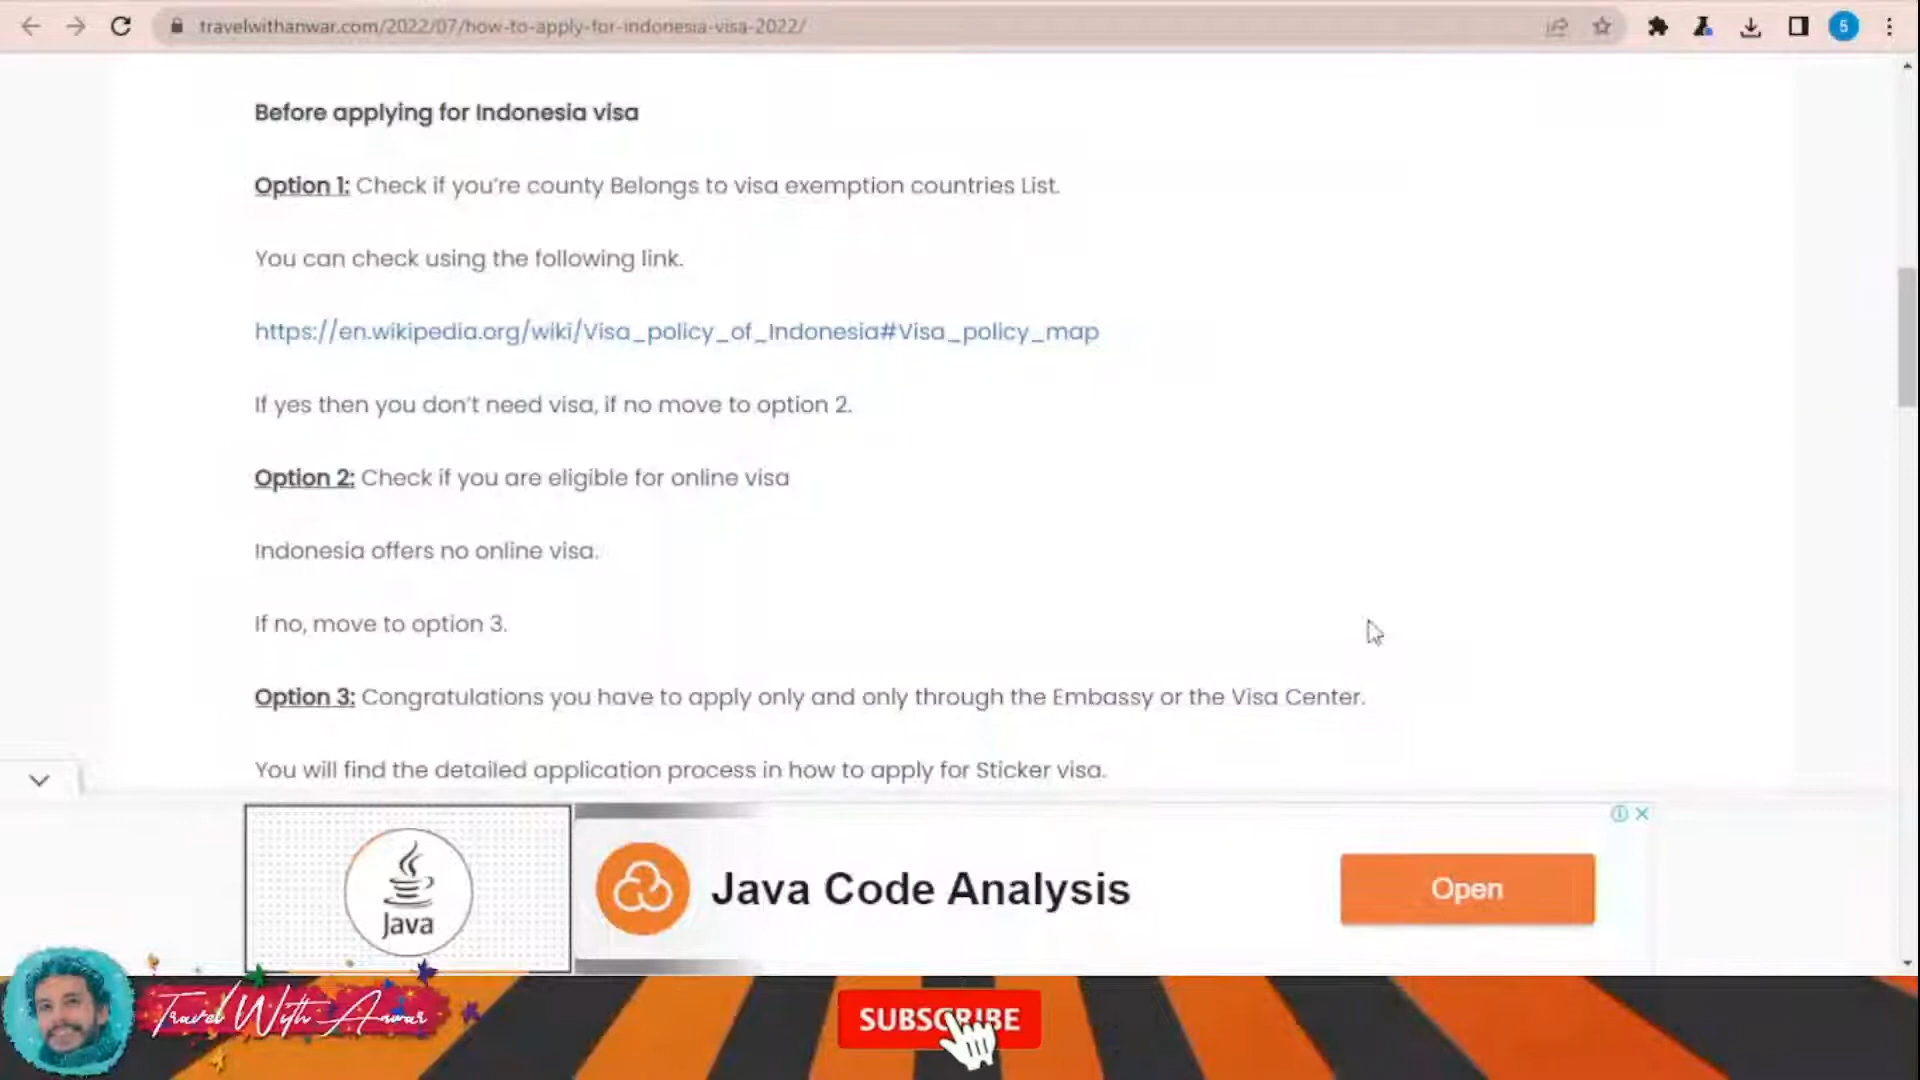 travelwithanwar.com/2022/07/how-to-apply-for-indonesia-visa-2022/
5
Before applying for Indonesia visa
Option 1: Check if you're county Belongs to visa exemption countries List.
You can check using the following link.
https://en.wikipedia.org/wiki/Visa_policy_of_Indonesia#Visa_policy_map
If yes then you don't need visa, if no move to option 2.
Option 2: Check if you are eligible for online visa
Indonesia offers no online visa.
If no, move to option 3.
Option 3: Congratulations you have to apply only and only through the Embassy or the Visa Center.
You will find the detailed application process in how to apply for Sticker visa.
Java
Java Code Analysis
Open
Travel With Anwar
SUBSCRIBE